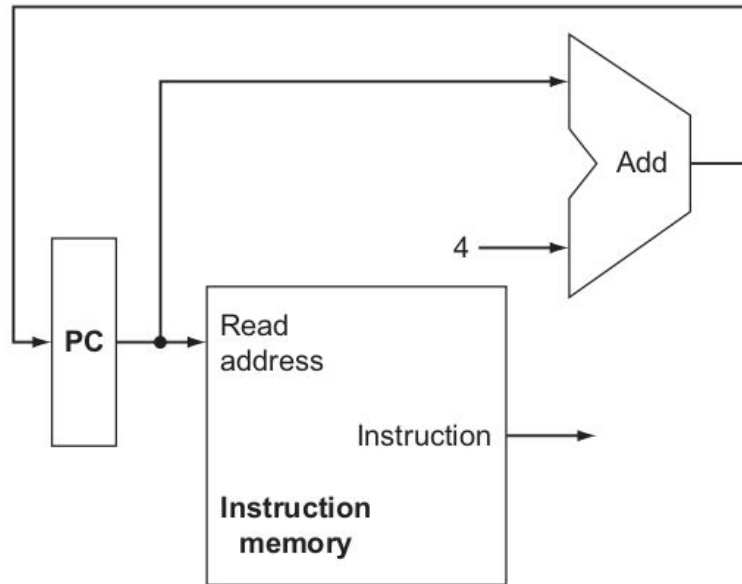 Add
4
PC
Read
address
Instruction
Instruction
memory